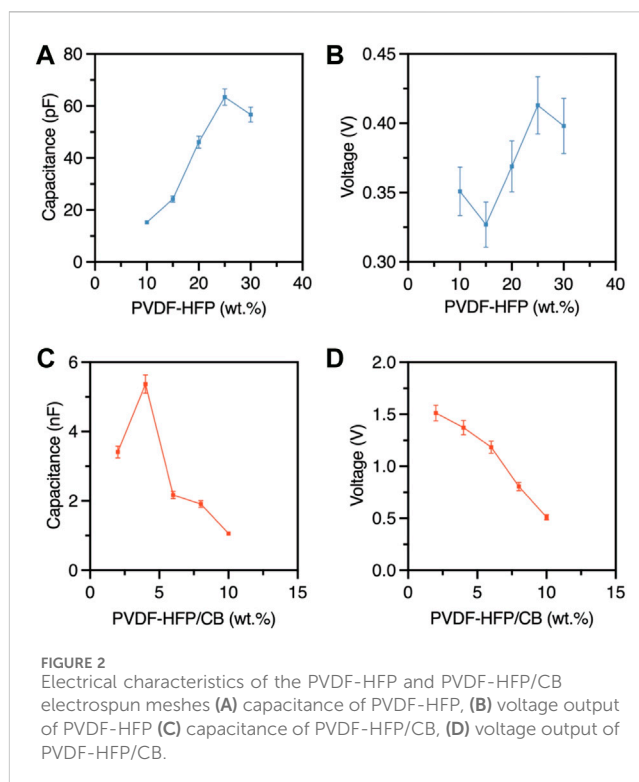 A
Capacitance (pF)
80
60
40
20
0
0 10 20 30 40
PVDF-HFP (wt.%)
B
Voltage (V)
0.45
0.40
0.35
0.30
0 10 20 30 40
PVDF-HFP (wt.%)
C
Capacitance (nF)
6
4
2
0
0 5 10 15
PVDF-HFP/CB (wt.%)
D
Voltage (V)
2.0
1.5
1.0
0.5
0.0
0 5 10 15
PVDF-HFP/CB (wt.%)
FIGURE 2
Electrical characteristics of the PVDF-HFP and PVDF-HFP/CB
electrospun meshes (A) capacitance of PVDF-HFP, (B) voltage output
of PVDF-HFP (C) capacitance of PVDF-HFP/CB, (D) voltage output of
PVDF-HFP/CB.